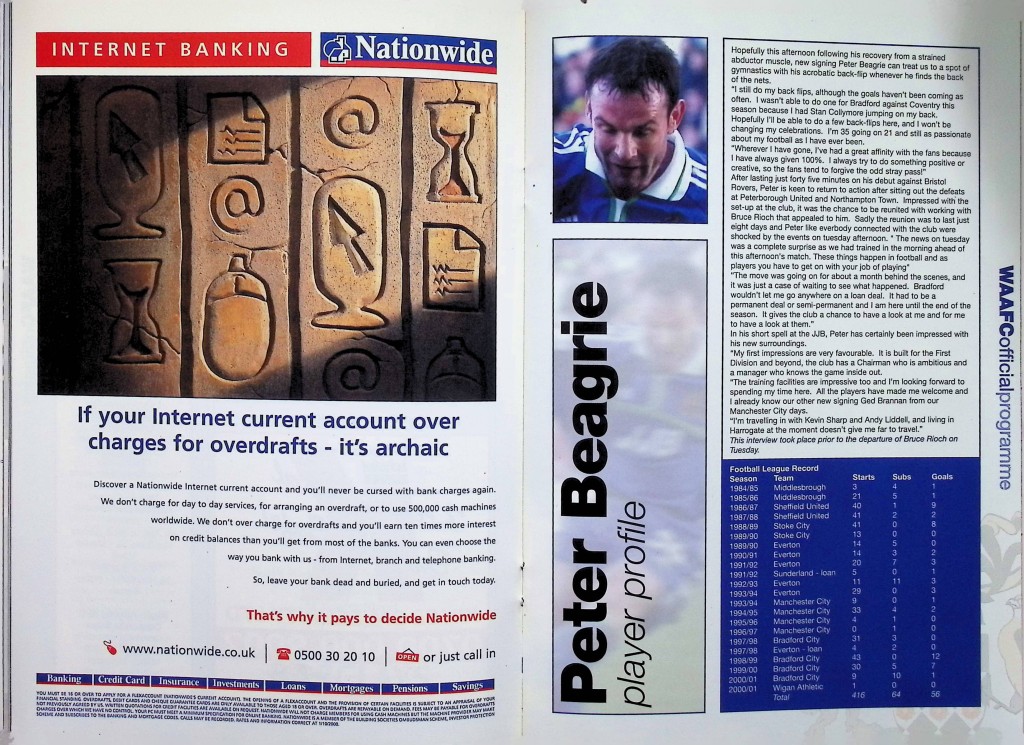 INTERNET BANKING
Nationwide
If your Internet current account over
charges for overdrafts - it's archaic
Discover a Nationwide Internet current account and you'll never be cursed with bank charges again.
We don't charge for day to day services, for arranging an overdraft, or to use 500,000 cash machines
worldwide. We don't over charge for overdrafts and you'll earn ten times more interest
on credit balances than you'll get from most of the banks. You can even choose the
way you bank with us - from Internet, branch and telephone banking.
So, leave your bank dead and buried, and get in touch today.
That's why it pays to decide Nationwide
www.nationwide.co.uk 0500 30 20 10 OPEN or just call in
Banking Credit Card Insurance Investments Loans Mortgages Pensions Savings
Peter Beagrie
player profile
Hopefully this afternoon following his recovery from a strained
abductor muscle, new signing Peter Beagrie can treat us to a spot of
gymnastics with his acrobatic back-flip whenever he finds the back
of the nets.
"I still do my back flips, although the goals haven't been coming as
often. I wasn't able to do one for Bradford against Coventry this
season because I had Stan Collymore jumping on my back.
Hopefully I'll be able to do a few back-flips here, and I won't be
changing my celebrations. I'm 35 going on 21 and still as passionate
about my football as I have ever been.
"Wherever I have gone, I've had a great affinity with the fans because
I have always given 100%. I always try to do something positive or
creative, so the fans tend to forgive the odd stray pass!"
After lasting just forty five minutes on his debut against Bristol
Rovers, Peter is keen to return to action after sitting out the defeats
at Peterborough United and Northampton Town. Impressed with the
set-up at the club, it was the chance to be reunited with working with
Bruce Rioch that appealed to him. Sadly the reunion was to last just
eight days and Peter like everbody connected with the club were
shocked by the events on tuesday afternoon. " The news on tuesday
was a complete surprise as we had trained in the morning ahead of
this afternoon's match. These things happen in football and as
players you have to get on with your job of playing"
"The move was going on for about a month behind the scenes, and
it was just a case of waiting to see what happened. Bradford
wouldn't let me go anywhere on a loan deal. It had to be a
permanent deal or semi-permanent and I am here until the end of the
season. It gives the club a chance to have a look at me and for me
to have a look at them."
In his short spell at the JJB, Peter has certainly been impressed with
his new surroundings.
"My first impressions are very favourable. It is built for the First
Division and beyond, the club has a Chairman who is ambitious and
a manager who knows the game inside out.
"The training facilities are impressive too and I'm looking forward to
spending my time here. All the players have made me welcome and
I already know our other new signing Ged Brannan from our
Manchester City days.
"I'm travelling in with Kevin Sharp and Andy Liddell, and living in
Harrogate at the moment doesn't give me far to travel."
This interview took place prior to the departure of Bruce Rioch on
Tuesday.
Football League Record
Season Team Starts Subs Goals
1984/85 Middlesbrough 3 4 1
1985/86 Middlesbrough 21 5 1
1986/87 Sheffield United 40 1 9
1987/88 Sheffield United 41 2 2
1988/89 Stoke City 41 0 8
1989/90 Stoke City 13 0 0
1989/90 Everton 14 5 0
1990/91 Everton 14 3 2
1991/92 Everton 20 7 3
1991/92 Sunderland - loan 5 0 1
1992/93 Everton 11 11 3
1993/94 Everton 29 0 3
1993/94 Manchester City 9 0 1
1994/95 Manchester City 33 4 2
1995/96 Manchester City 4 1 0
1996/97 Manchester City 0 1 0
1997/98 Bradford City 31 3 0
1997/98 Everton - loan 4 2 0
1998/99 Bradford City 43 0 12
1999/00 Bradford City 30 5 7
2000/01 Bradford City 9 10 1
2000/01 Wigan Athletic 1 0 0
Total 416 64 56
WAAFCofficialprogramme